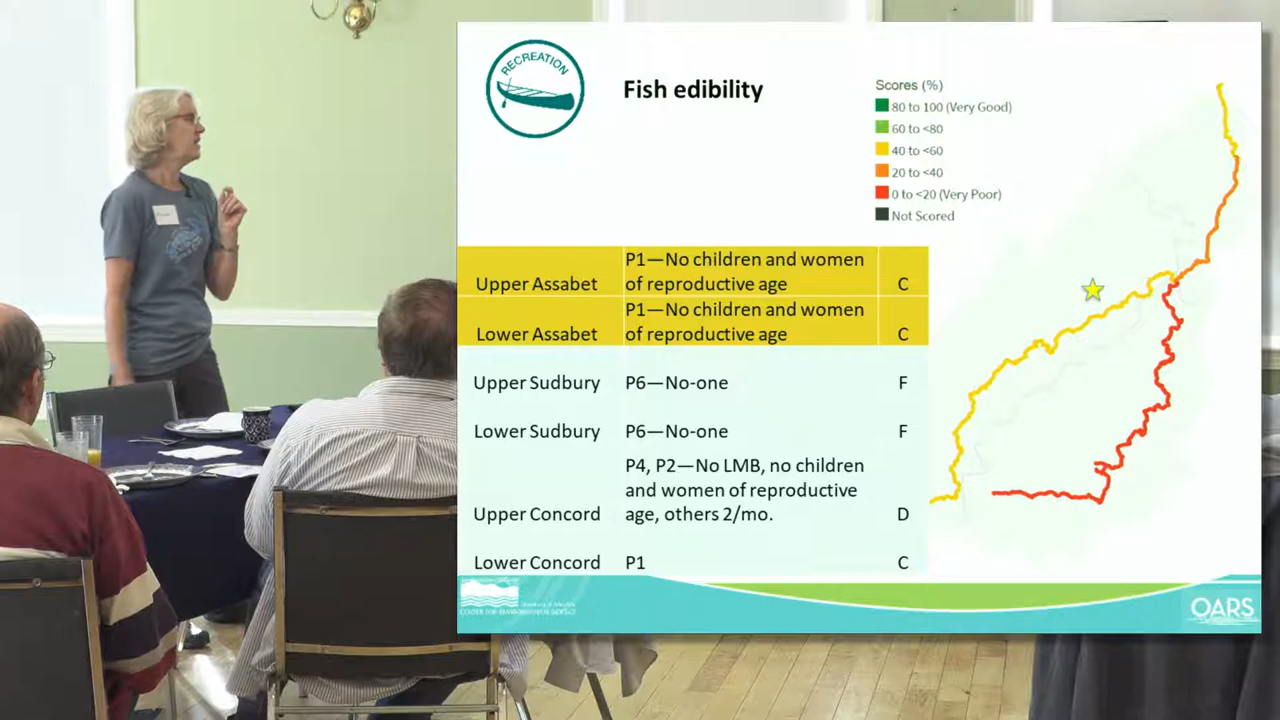 RECREATION
Fish edibility
Scores (%)
80 to 100 (Very Good)
60 to <80
40 to <60
20 to <40
0 to <20 (Very Poor)
Not Scored
P1—No children and women
Upper Assabet of reproductive age C
P1—No children and women
Lower Assabet of reproductive age C
Upper Sudbury P6—No-one F
Lower Sudbury P6—No-one F
P4, P2—No LMB, no children
and women of reproductive
Upper Concord age, others 2/mo. D
Lower Concord P1 C
OARS